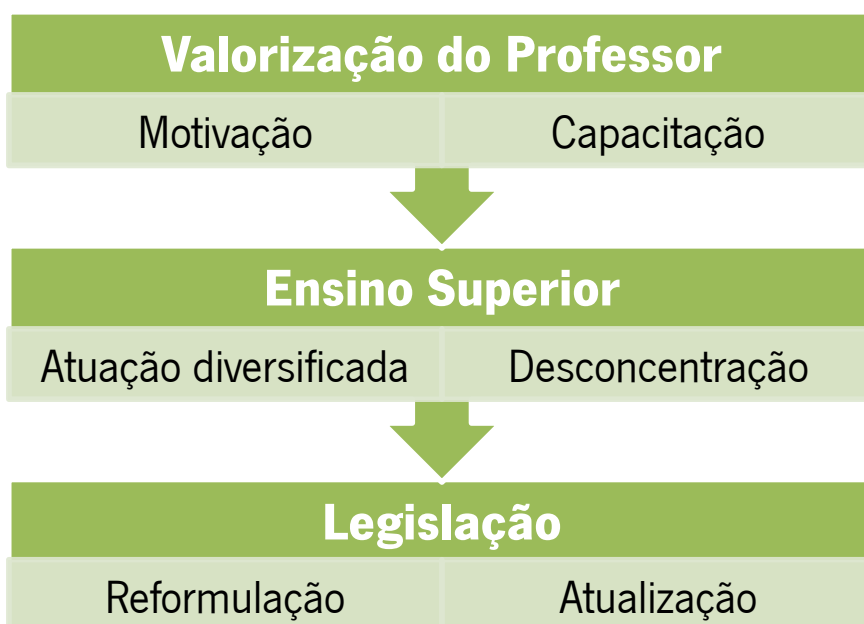 Valorização do Professor
Motivação Capacitação
Ensino Superior
Atuação diversificada Desconcentração
Legislação
Reformulação Atualização